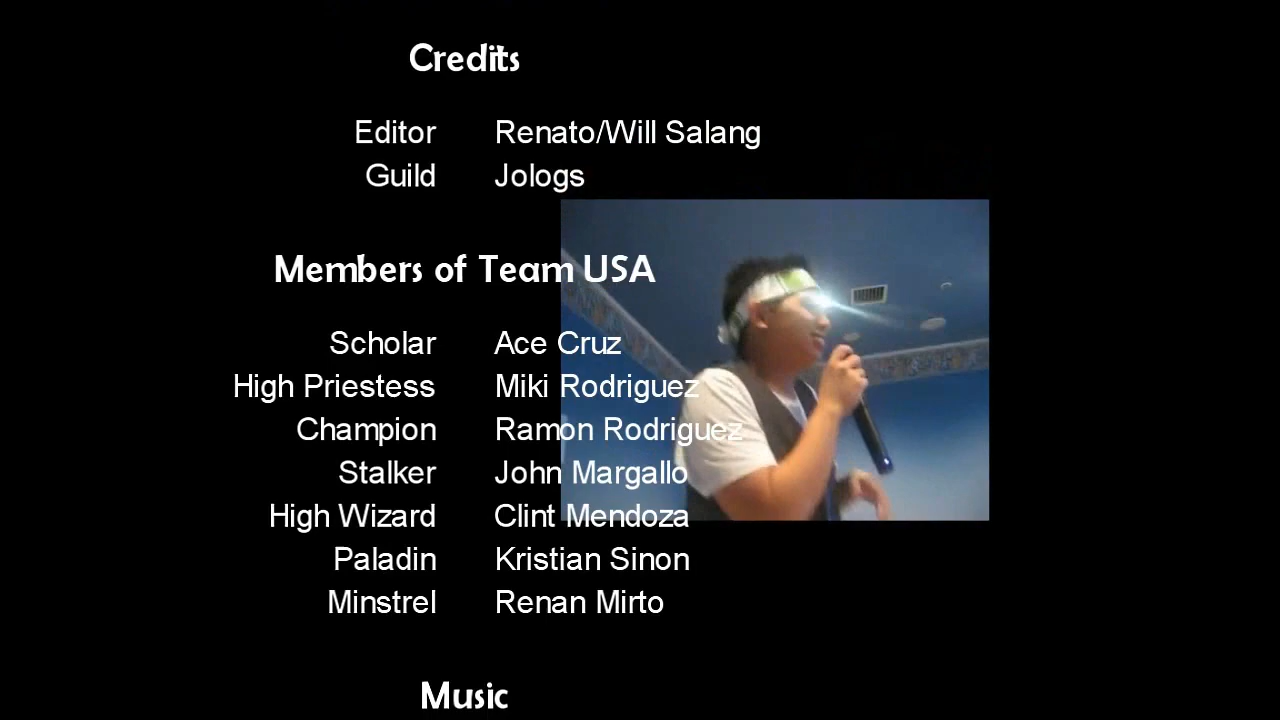 Credits
Editor Renato/Will Salang
Guild Jologs
Members of Team USA
Scholar Ace Cruz
High Priestess Miki Rodriguez
Champion Ramon Rodriguez
Stalker John Margallo
High Wizard Clint Mendoza
Paladin Kristian Sinon
Minstrel Renan Mirto
Music